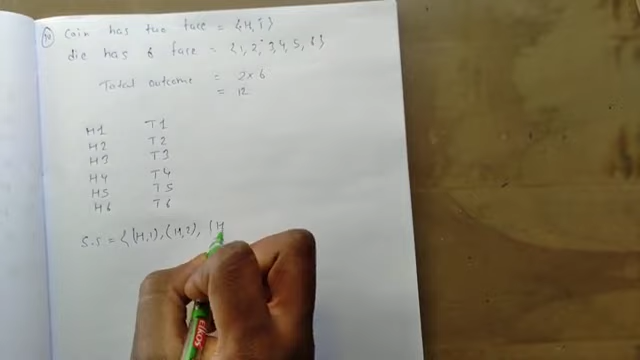 Coin has two face = {H, T}
die has 6 face = {1, 2, 3, 4, 5, 6}
Total outcome = 2 × 6
= 12
H1 T1
H2 T2
H3 T3
H4 T4
H5 T5
H6 T6
S.S = {(H,1), (H,2), (H